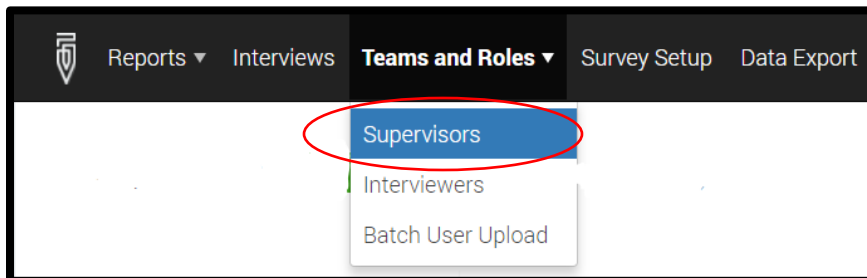 Reports ▾ Interviews Teams and Roles ▾ Survey Setup Data Export
Supervisors
Interviewers
Batch User Upload